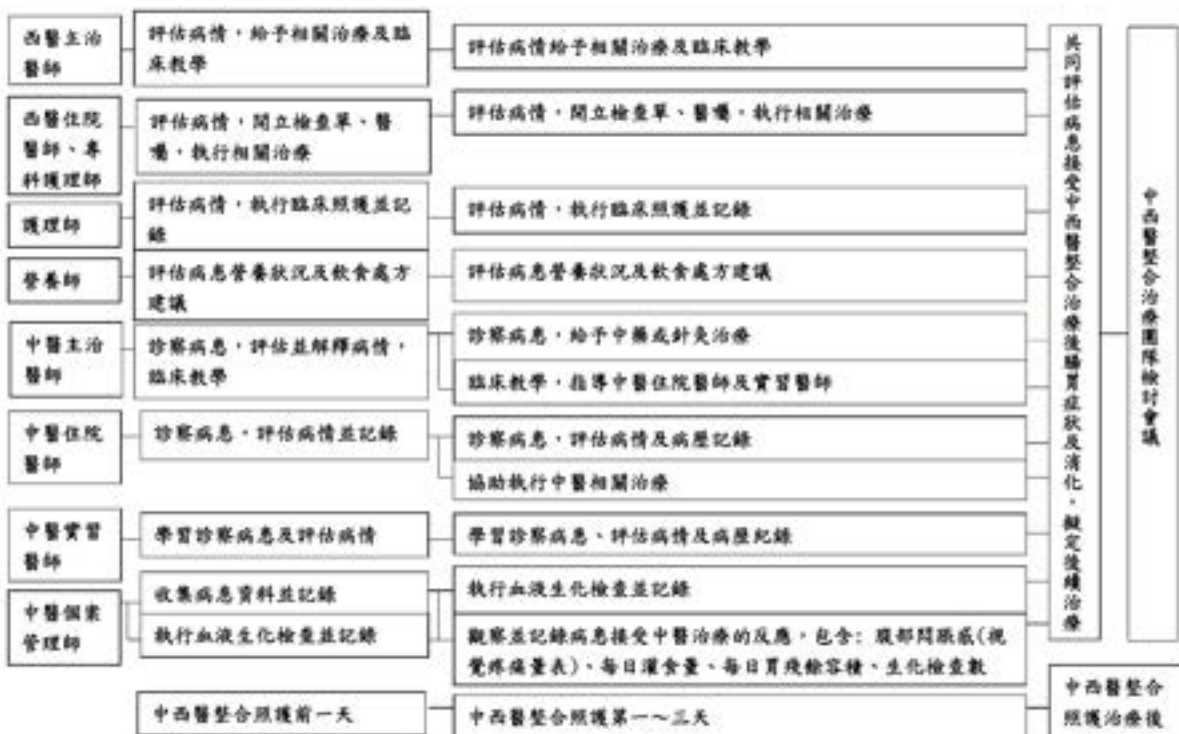 西醫主治
醫師
評估病情，給予相關治療及臨
床教學
評估病情給予相關治療及臨床教學
西醫住院
醫師、專
科護理師
評估病情，開立檢查單、醫
囑，執行相關治療
評估病情，開立檢查單、醫囑，執行相關治療
護理師
評估病情，執行臨床照護並記
錄
評估病情，執行臨床照護並記錄
營養師
評估病患營養狀況及飲食處方
建議
評估病患營養狀況及飲食處方建議
中醫主治
醫師
診察病患，評估並解釋病情，
臨床教學
診察病患，給予中藥或針灸治療
臨床教學，指導中醫住院醫師及實習醫師
中醫住院
醫師
診察病患，評估病情並記錄
診察病患，評估病情及病歷記錄
協助執行中醫相關治療
中醫實習
醫師
學習診察病患及評估病情
學習診察病患、評估病情及病歷紀錄
中醫個案
管理師
收集病患資料並記錄
執行血液生化檢查並記錄
執行血液生化檢查並記錄
觀察並記錄病患接受中醫治療的反應，包含: 腹部悶脹感(視
覺疼痛量表)、每日灌食量、每日胃殘餘容積、生化檢查數
共同評估病患接受中西醫整合治療後腸胃症狀及消化，擬定後續治療
中西醫整合治療團隊檢討會議
中西醫整合照護前一天
中西醫整合照護第一～三天
中西醫整合
照護治療後